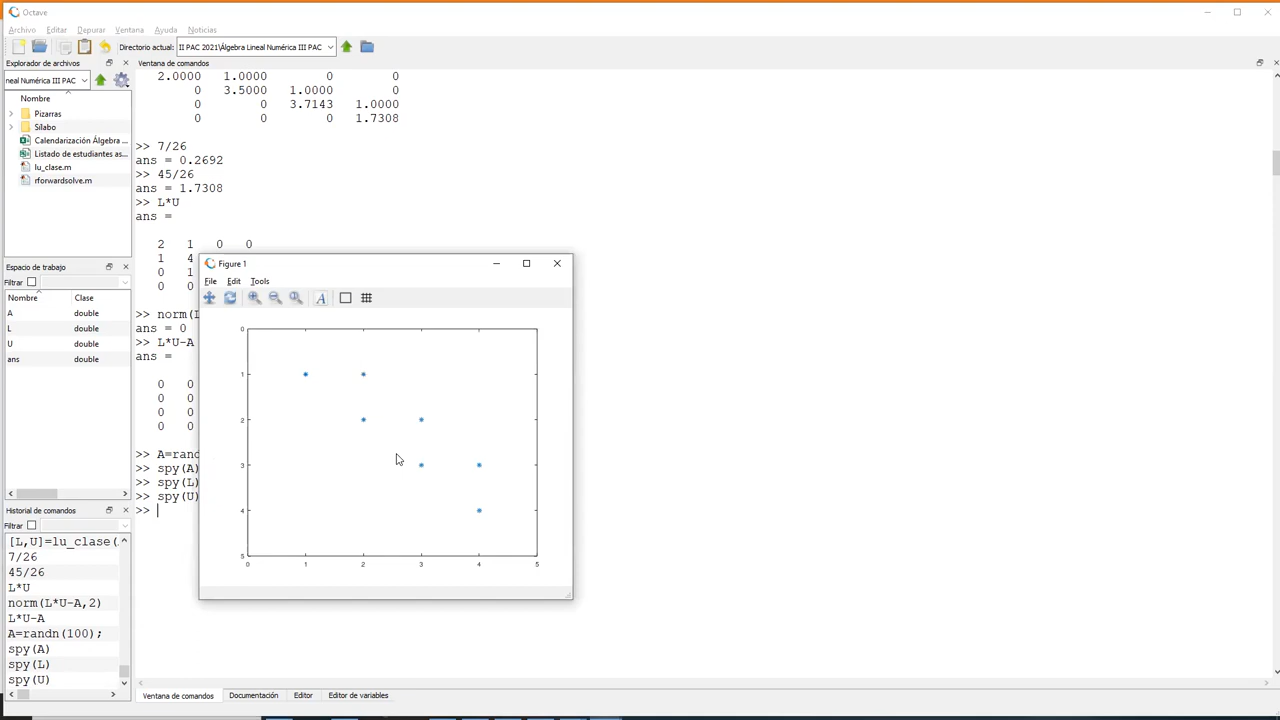 Octave
Archivo Editar Depurar Ventana Ayuda Noticias
Directorio actual: II PAC 2021\Álgebra Lineal Numérica III PAC
Explorador de archivos
neal Numérica III PAC
Nombre
Pizarras
Sílabo
Calendarización Álgebra ...
Listado de estudiantes as...
lu_clase.m
rforwardsolve.m
Espacio de trabajo
Filtrar
Nombre Clase
A double
L double
U double
ans double
Historial de comandos
Filtrar
[L,U]=lu_clase(
7/26
45/26
L*U
norm(L*U-A,2)
L*U-A
A=randn(100);
spy(A)
spy(L)
spy(U)
Ventana de comandos
2.0000 1.0000 0 0
0 3.5000 1.0000 0
0 0 3.7143 1.0000
0 0 0 1.7308
>> 7/26
ans = 0.2692
>> 45/26
ans = 1.7308
>> L*U
ans =
2 1 0 0
1 4
0 1
0 0
>> norm(L
ans = 0
>> L*U-A
ans =
0 0
0 0
0 0
0 0
>> A=rand
>> spy(A)
>> spy(L)
>> spy(U)
>>
Figure 1
File Edit Tools
A
0
1
2
3
4
5
0 1 2 3 4 5
Ventana de comandos Documentación Editor Editor de variables